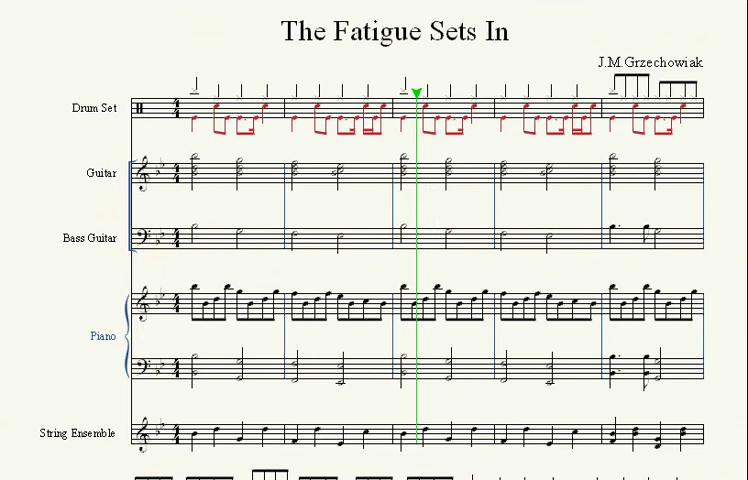 The Fatigue Sets In
J.M.Grzechowiak
Drum Set
Guitar
Bass Guitar
Piano
String Ensemble